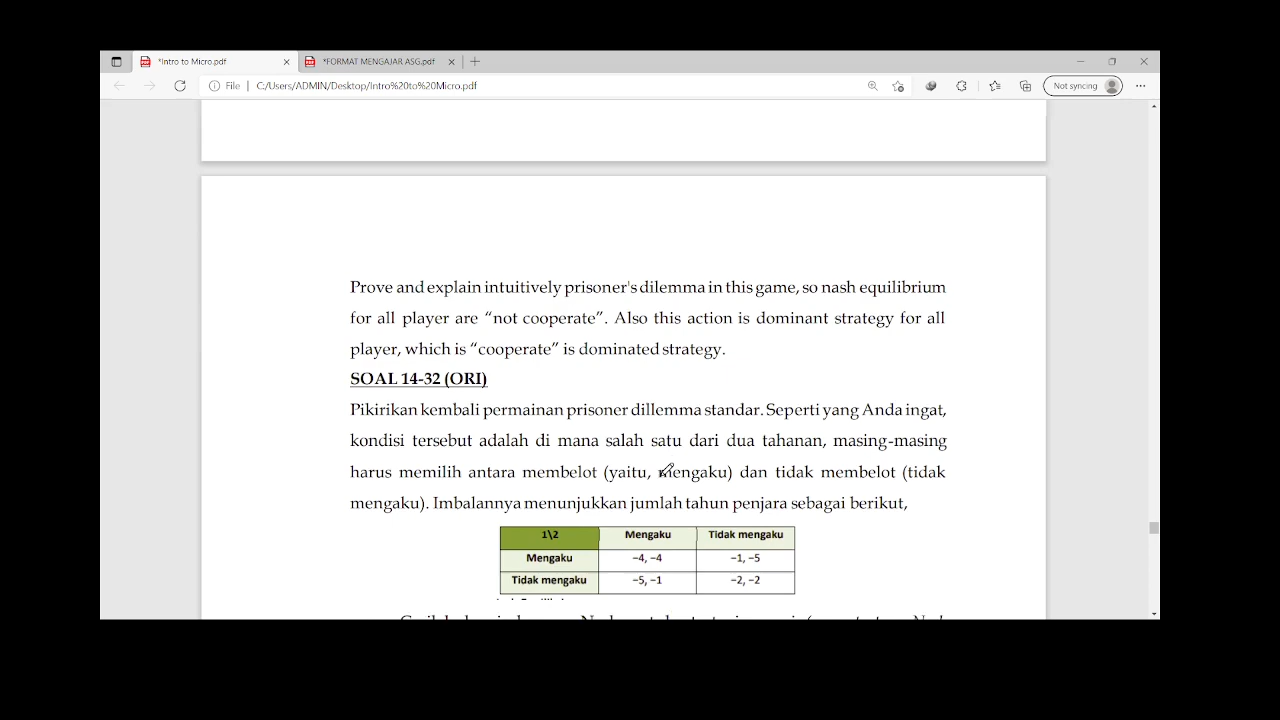 *Intro to Micro.pdf
*FORMAT MENGAJAR ASG.pdf
File
C:/Users/ADMIN/Desktop/Intro%20to%20Micro.pdf
Not syncing
Prove and explain intuitively prisoner's dilemma in this game, so nash equilibrium
for all player are “not cooperate”. Also this action is dominant strategy for all
player, which is “cooperate” is dominated strategy.
SOAL 14-32 (ORI)
Pikirikan kembali permainan prisoner dillemma standar. Seperti yang Anda ingat,
kondisi tersebut adalah di mana salah satu dari dua tahanan, masing-masing
harus memilih antara membelot (yaitu, mengaku) dan tidak membelot (tidak
mengaku). Imbalannya menunjukkan jumlah tahun penjara sebagai berikut,
1\2 Mengaku Tidak mengaku
Mengaku −4, −4 −1, −5
Tidak mengaku −5, −1 −2, −2